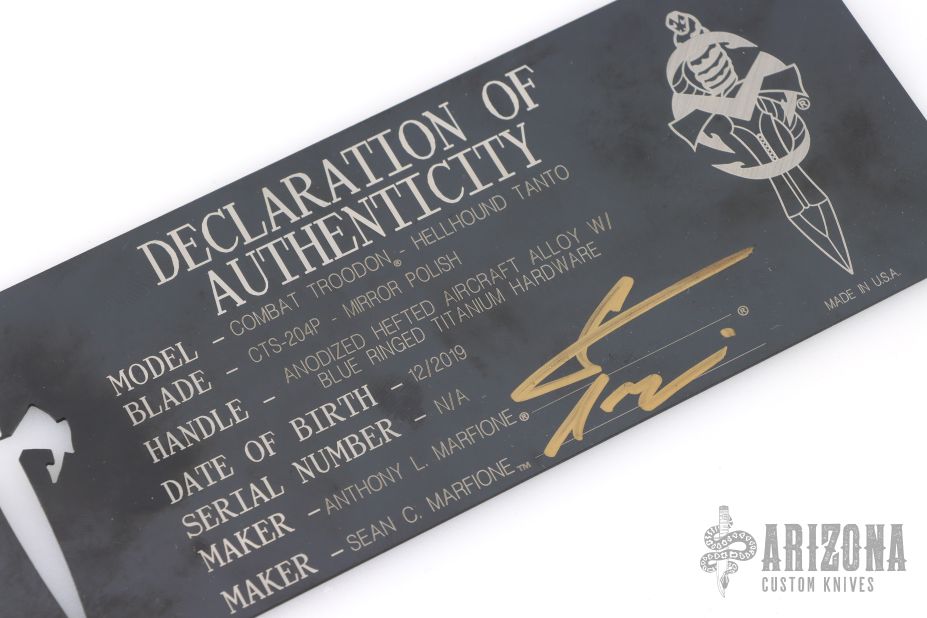 DECLARATION OF
AUTHENTICITY
MODEL - COMBAT TROODON® - HELLHOUND TANTO
BLADE - CTS-204P - MIRROR POLISH
HANDLE - ANODIZED HEFTED AIRCRAFT ALLOY W/
BLUE RINGED TITANIUM HARDWARE
DATE OF BIRTH - 12/2019
SERIAL NUMBER - N/A
MAKER - ANTHONY L. MARFIONE® ®
MAKER - SEAN C. MARFIONE™
®
MADE IN U.S.A.
ARIZONA
CUSTOM KNIVES